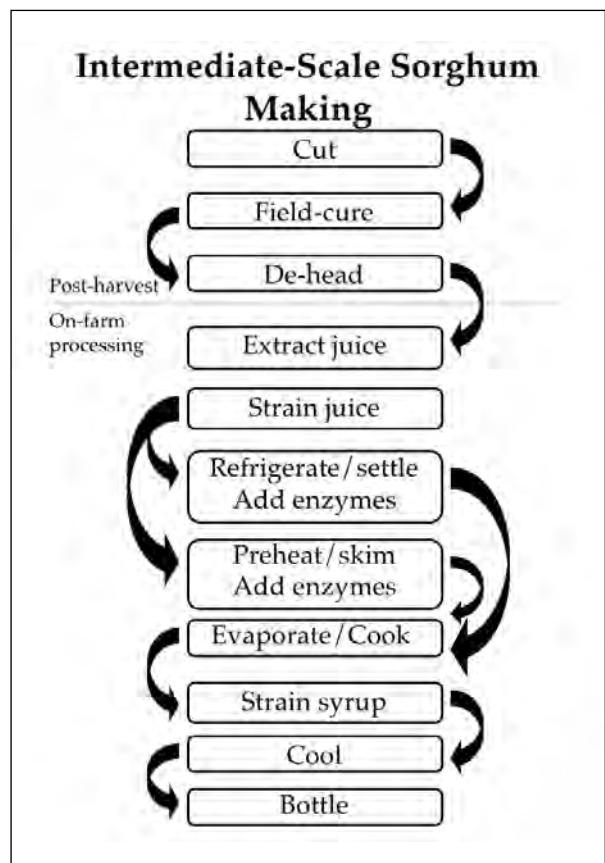 Intermediate-Scale Sorghum
Making
Cut
Field-cure
De-head
Post-harvest
On-farm
processing
Extract juice
Strain juice
Refrigerate/settle
Add enzymes
Preheat/skim
Add enzymes
Evaporate/Cook
Strain syrup
Cool
Bottle